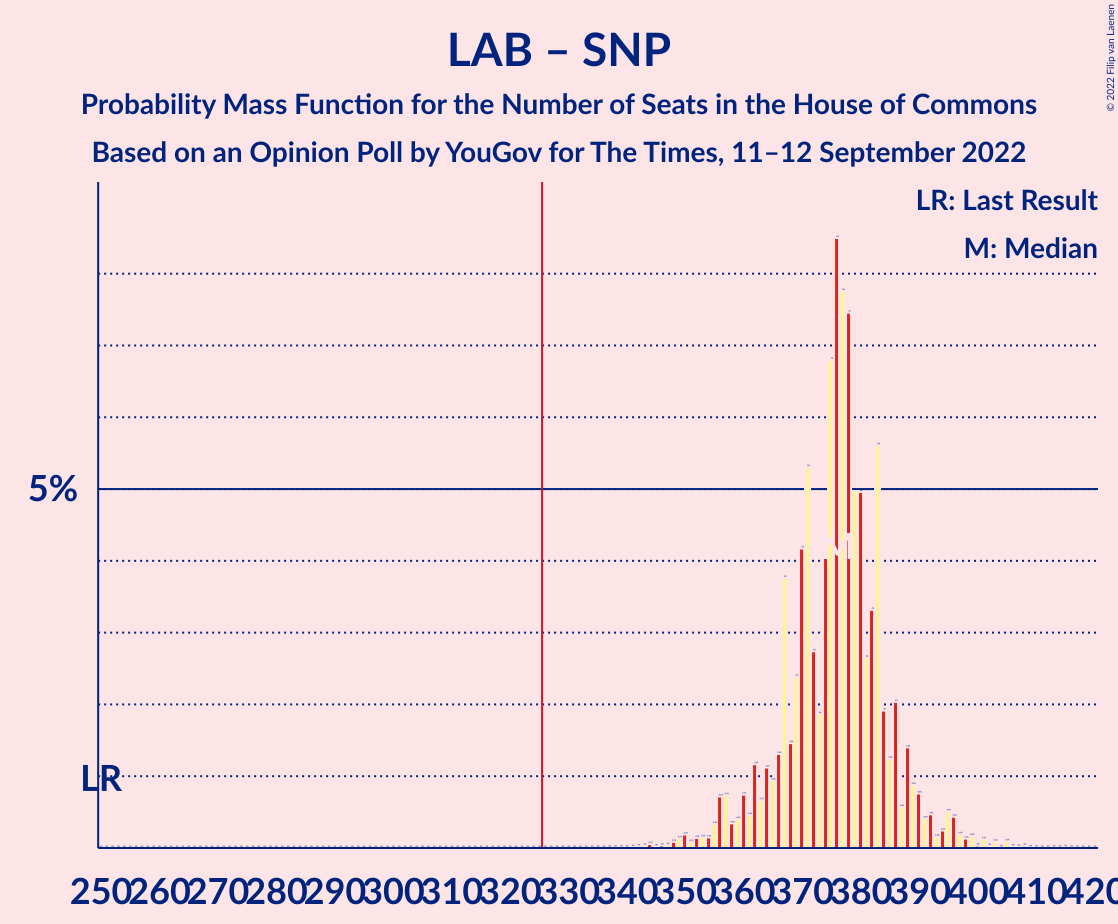 LAB – SNP
Probability Mass Function for the Number of Seats in the House of Commons
Based on an Opinion Poll by YouGov for The Times, 11–12 September 2022
© 2022 Filip van Laenen
LR: Last Result
M: Median
5%
LR
M
250 260 270 280 290 300 310 320 330 340 350 360 370 380 390 400 410 420